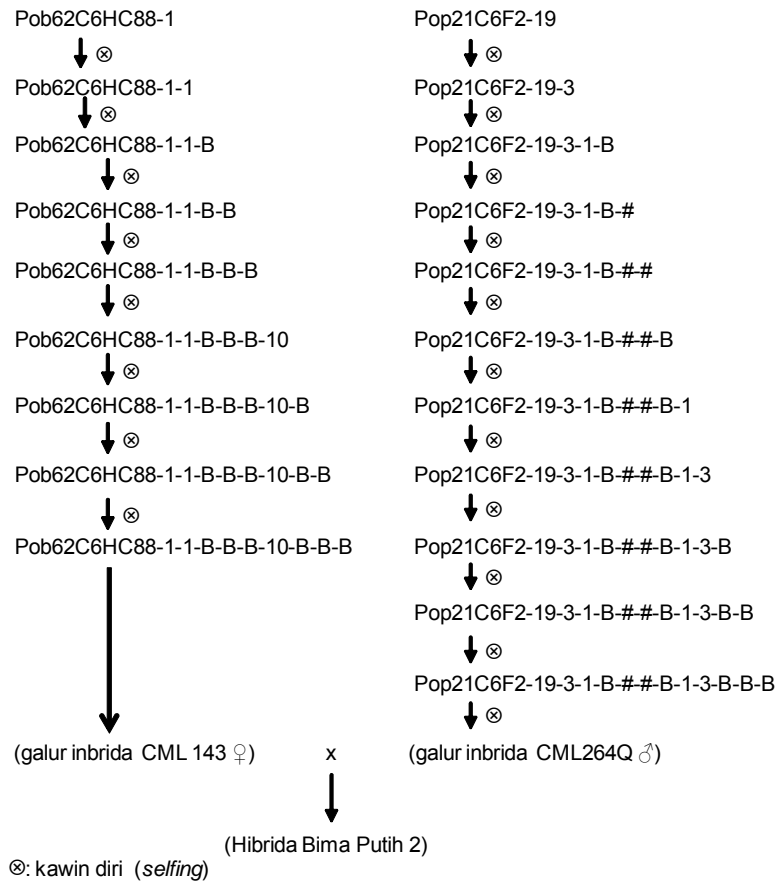 Pob62C6HC88-1
⊗
Pob62C6HC88-1-1
⊗
Pob62C6HC88-1-1-B
⊗
Pob62C6HC88-1-1-B-B
⊗
Pob62C6HC88-1-1-B-B-B
⊗
Pob62C6HC88-1-1-B-B-B-10
⊗
Pob62C6HC88-1-1-B-B-B-10-B
⊗
Pob62C6HC88-1-1-B-B-B-10-B-B
⊗
Pob62C6HC88-1-1-B-B-B-10-B-B-B
(galur inbrida CML 143 ♀)
Pop21C6F2-19
⊗
Pop21C6F2-19-3
⊗
Pop21C6F2-19-3-1-B
⊗
Pop21C6F2-19-3-1-B-#
⊗
Pop21C6F2-19-3-1-B-#-#
⊗
Pop21C6F2-19-3-1-B-#-#-B
⊗
Pop21C6F2-19-3-1-B-#-#-B-1
⊗
Pop21C6F2-19-3-1-B-#-#-B-1-3
⊗
Pop21C6F2-19-3-1-B-#-#-B-1-3-B
⊗
Pop21C6F2-19-3-1-B-#-#-B-1-3-B-B
⊗
Pop21C6F2-19-3-1-B-#-#-B-1-3-B-B-B
⊗
x
(galur inbrida CML264Q ♂)
(Hibrida Bima Putih 2)
⊗: kawin diri (selfing)